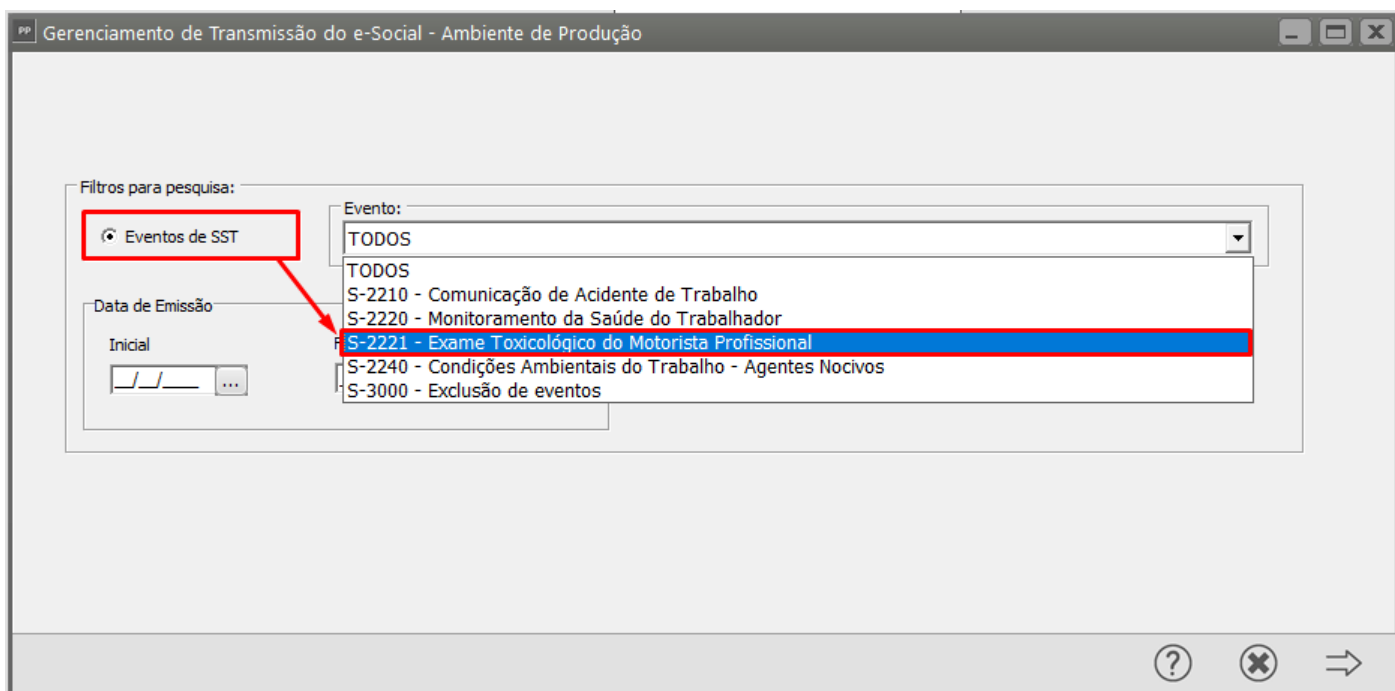 PP Gerenciamento de Transmissão do e-Social - Ambiente de Produção
Filtros para pesquisa:
Eventos de SST
Evento:
TODOS
TODOS
S-2210 - Comunicação de Acidente de Trabalho
S-2220 - Monitoramento da Saúde do Trabalhador
S-2221 - Exame Toxicológico do Motorista Profissional
S-2240 - Condições Ambientais do Trabalho - Agentes Nocivos
S-3000 - Exclusão de eventos
Data de Emissão
Inicial
__/__/____ ...